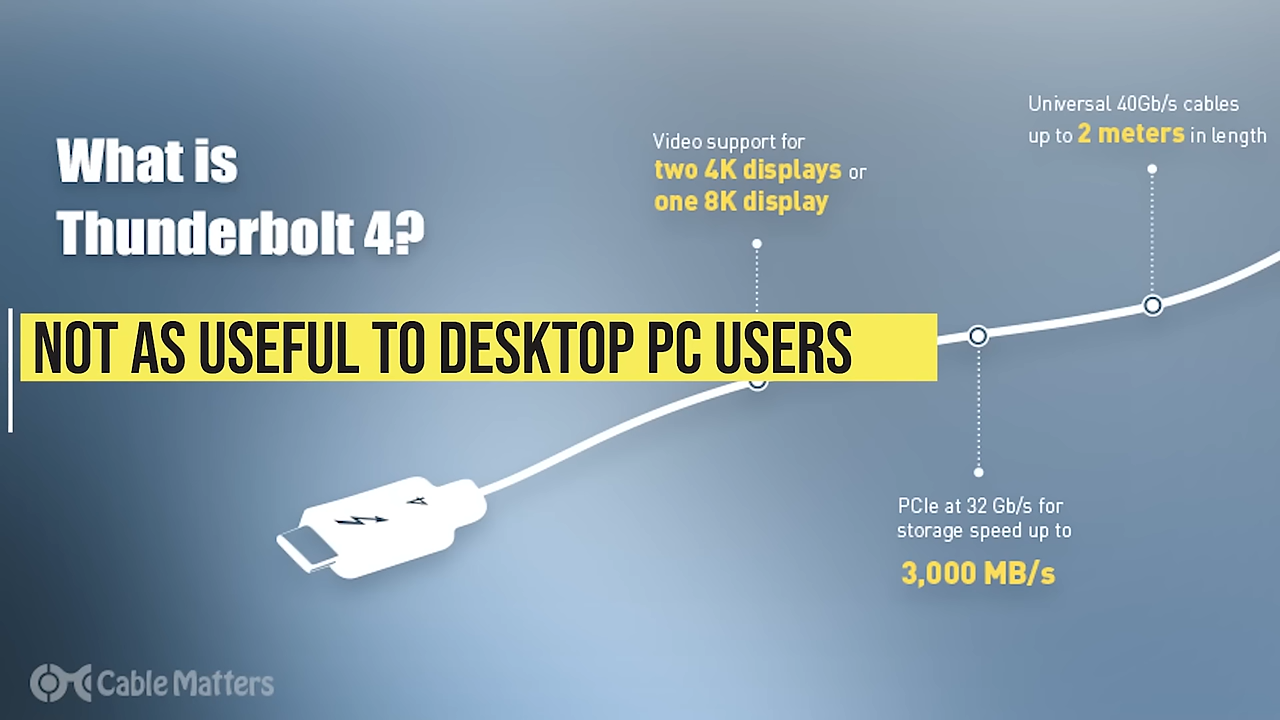 What is
Thunderbolt 4?
Video support for
two 4K displays or
one 8K display
Universal 40Gb/s cables
up to 2 meters in length
NOT AS USEFUL TO DESKTOP PC USERS
4
PCIe at 32 Gb/s for
storage speed up to
3,000 MB/s
Cable Matters